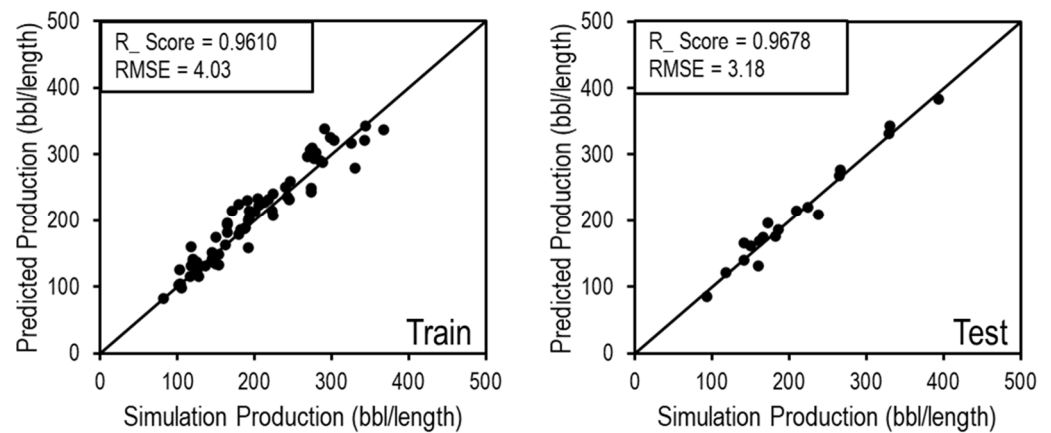 R_ Score = 0.9610
RMSE = 4.03
Predicted Production (bbl/length)
500
400
300
200
100
0
Train
0 100 200 300 400 500
Simulation Production (bbl/length)
R_ Score = 0.9678
RMSE = 3.18
Predicted Production (bbl/length)
500
400
300
200
100
0
Test
0 100 200 300 400 500
Simulation Production (bbl/length)